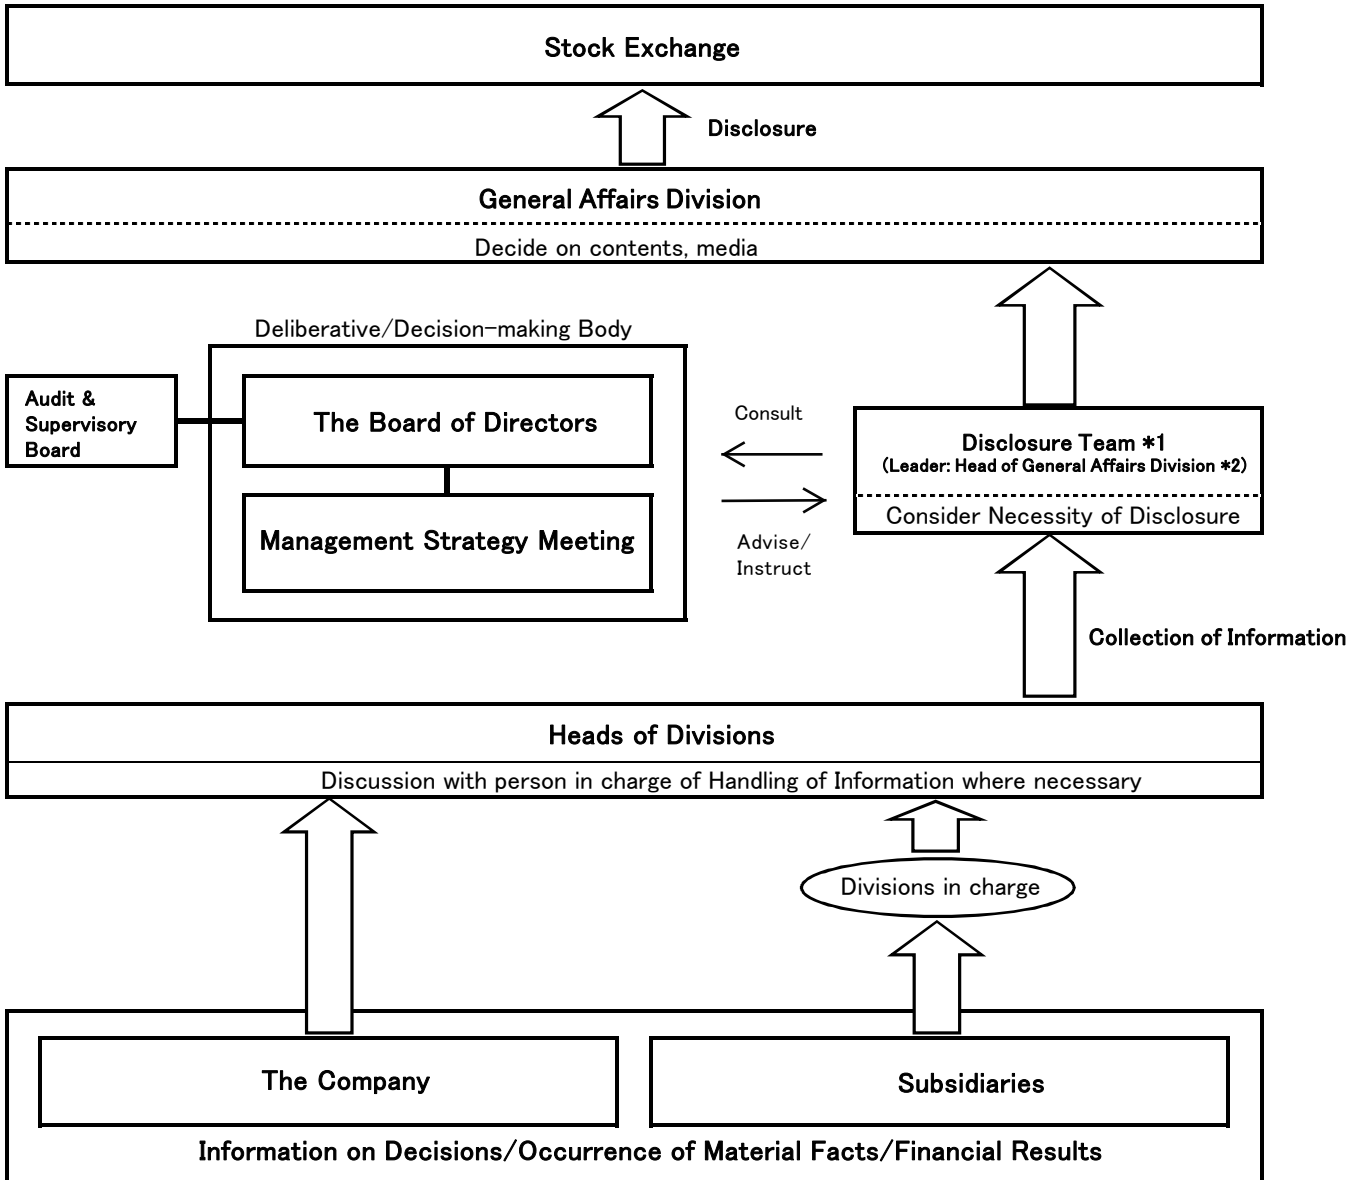 Stock Exchange
Disclosure
General Affairs Division
Decide on contents, media
Deliberative/Decision-making Body
Audit &
Supervisory
Board
The Board of Directors
Management Strategy Meeting
Consult
Advise/
Instruct
Disclosure Team *1
(Leader: Head of General Affairs Division *2)
Consider Necessity of Disclosure
Collection of Information
Heads of Divisions
Discussion with person in charge of Handling of Information where necessary
Divisions in charge
The Company
Subsidiaries
Information on Decisions/Occurrence of Material Facts/Financial Results